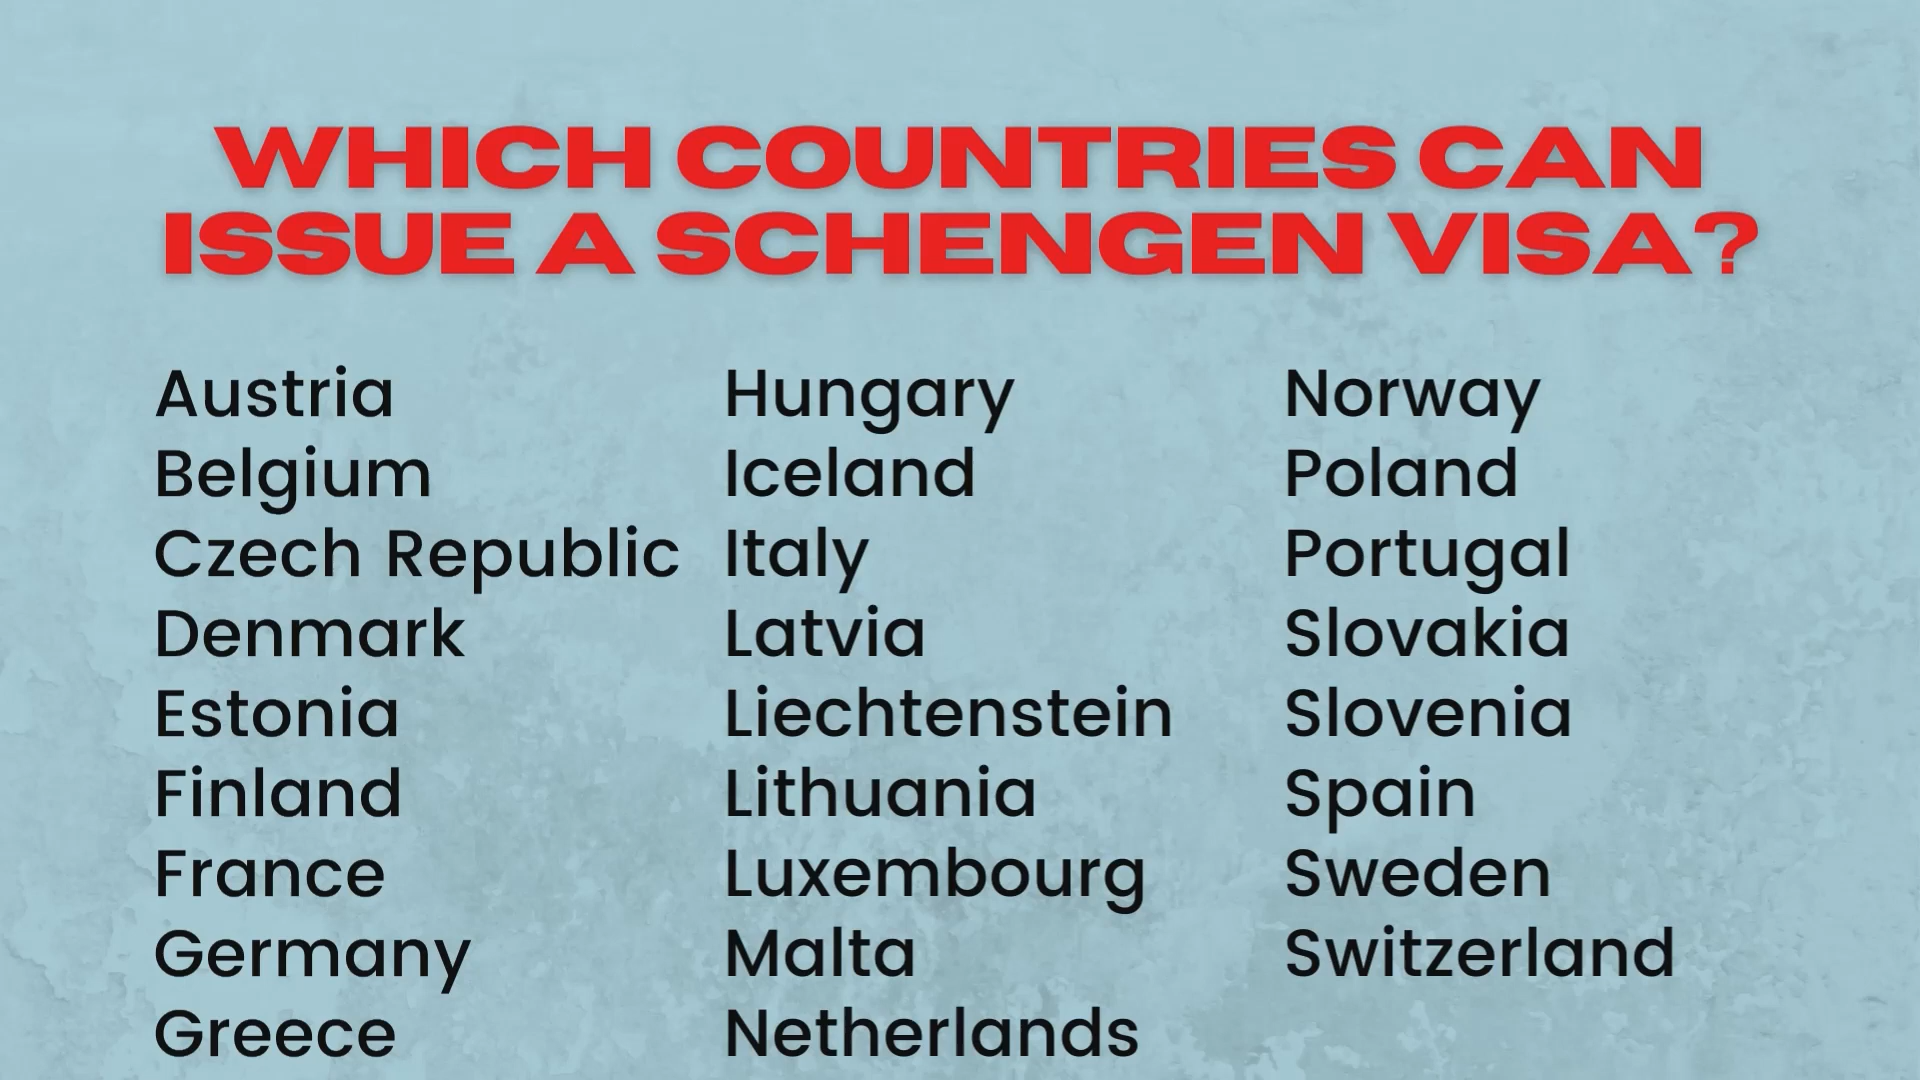 WHICH COUNTRIES CAN
ISSUE A SCHENGEN VISA?
Austria
Belgium
Czech Republic
Denmark
Estonia
Finland
France
Germany
Greece
Hungary
Iceland
Italy
Latvia
Liechtenstein
Lithuania
Luxembourg
Malta
Netherlands
Norway
Poland
Portugal
Slovakia
Slovenia
Spain
Sweden
Switzerland